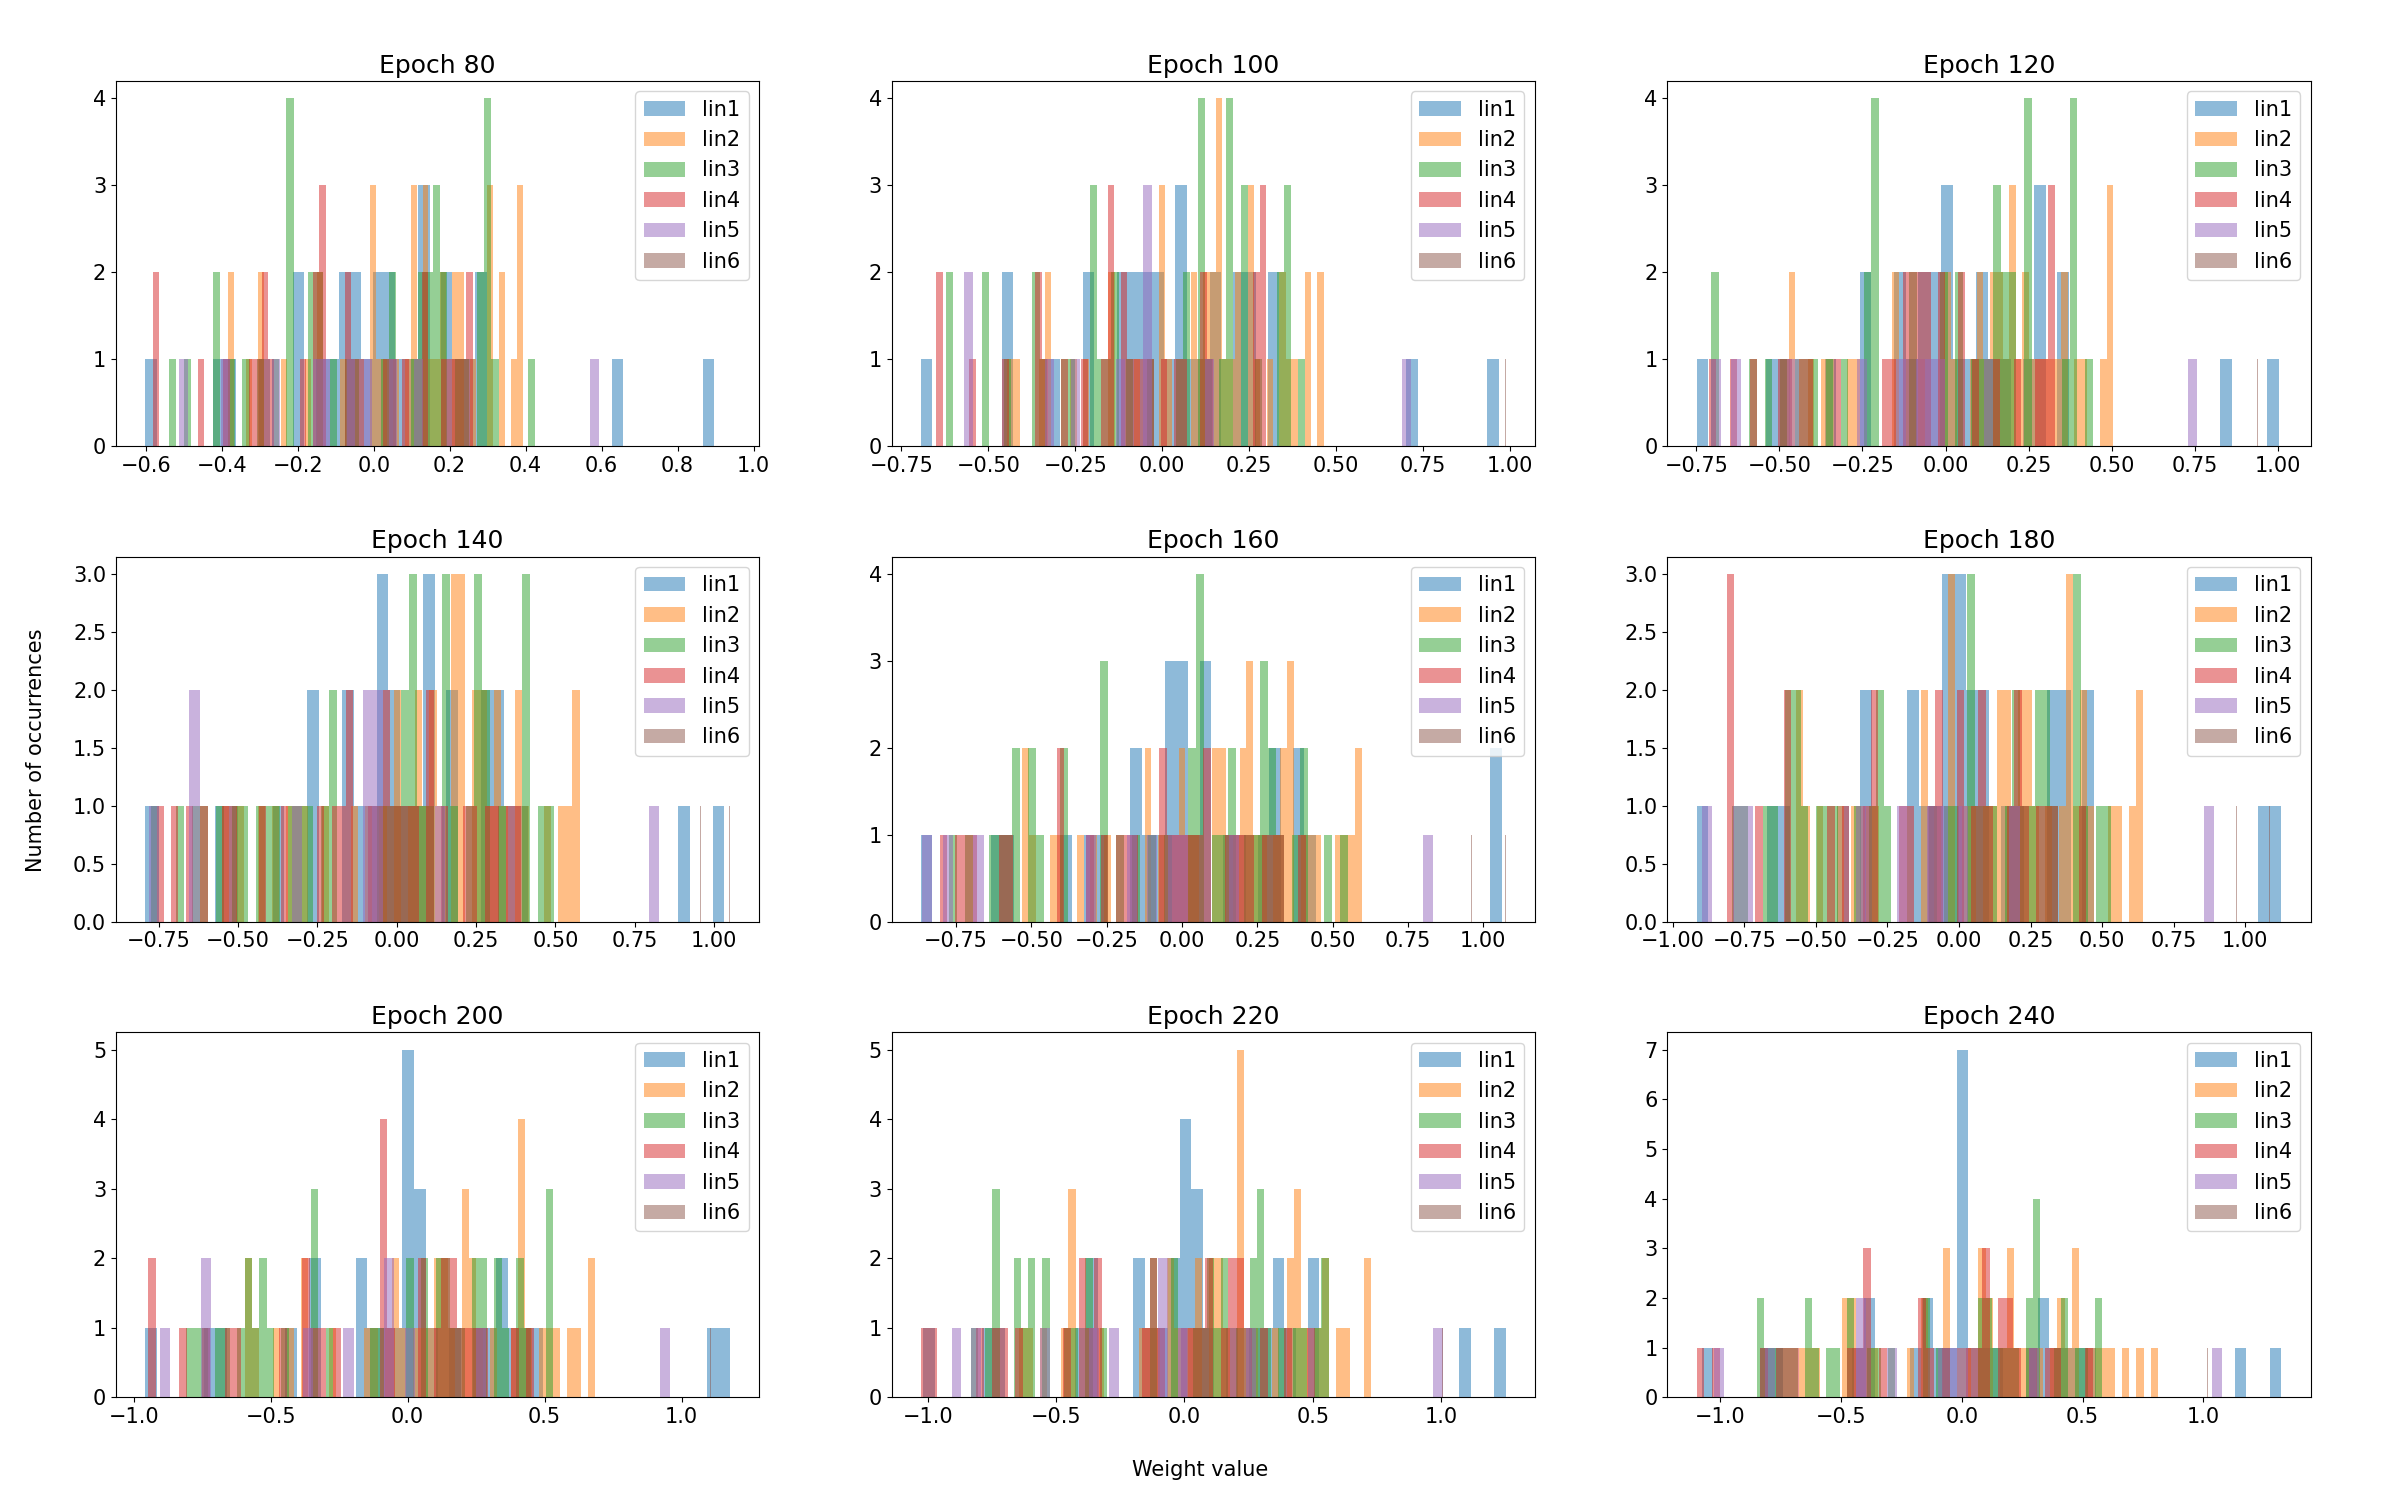 Epoch 80
Epoch 100
Epoch 120
4
3
2
1
0
lin1
lin2
lin3
lin4
lin5
lin6
−0.6 −0.4 −0.2 0.0 0.2 0.4 0.6 0.8 1.0
4
3
2
1
0
lin1
lin2
lin3
lin4
lin5
lin6
−0.75 −0.50 −0.25 0.00 0.25 0.50 0.75 1.00
4
3
2
1
0
lin1
lin2
lin3
lin4
lin5
lin6
−0.75 −0.50 −0.25 0.00 0.25 0.50 0.75 1.00
Number of occurrences
Epoch 140
Epoch 160
Epoch 180
3.0
2.5
2.0
1.5
1.0
0.5
0.0
lin1
lin2
lin3
lin4
lin5
lin6
−0.75 −0.50 −0.25 0.00 0.25 0.50 0.75 1.00
4
3
2
1
0
lin1
lin2
lin3
lin4
lin5
lin6
−0.75 −0.50 −0.25 0.00 0.25 0.50 0.75 1.00
3.0
2.5
2.0
1.5
1.0
0.5
0.0
lin1
lin2
lin3
lin4
lin5
lin6
−1.00 −0.75 −0.50 −0.25 0.00 0.25 0.50 0.75 1.00
Epoch 200
Epoch 220
Epoch 240
5
4
3
2
1
0
lin1
lin2
lin3
lin4
lin5
lin6
−1.0 −0.5 0.0 0.5 1.0
5
4
3
2
1
0
lin1
lin2
lin3
lin4
lin5
lin6
−1.0 −0.5 0.0 0.5 1.0
7
6
5
4
3
2
1
0
lin1
lin2
lin3
lin4
lin5
lin6
−1.0 −0.5 0.0 0.5 1.0
Weight value